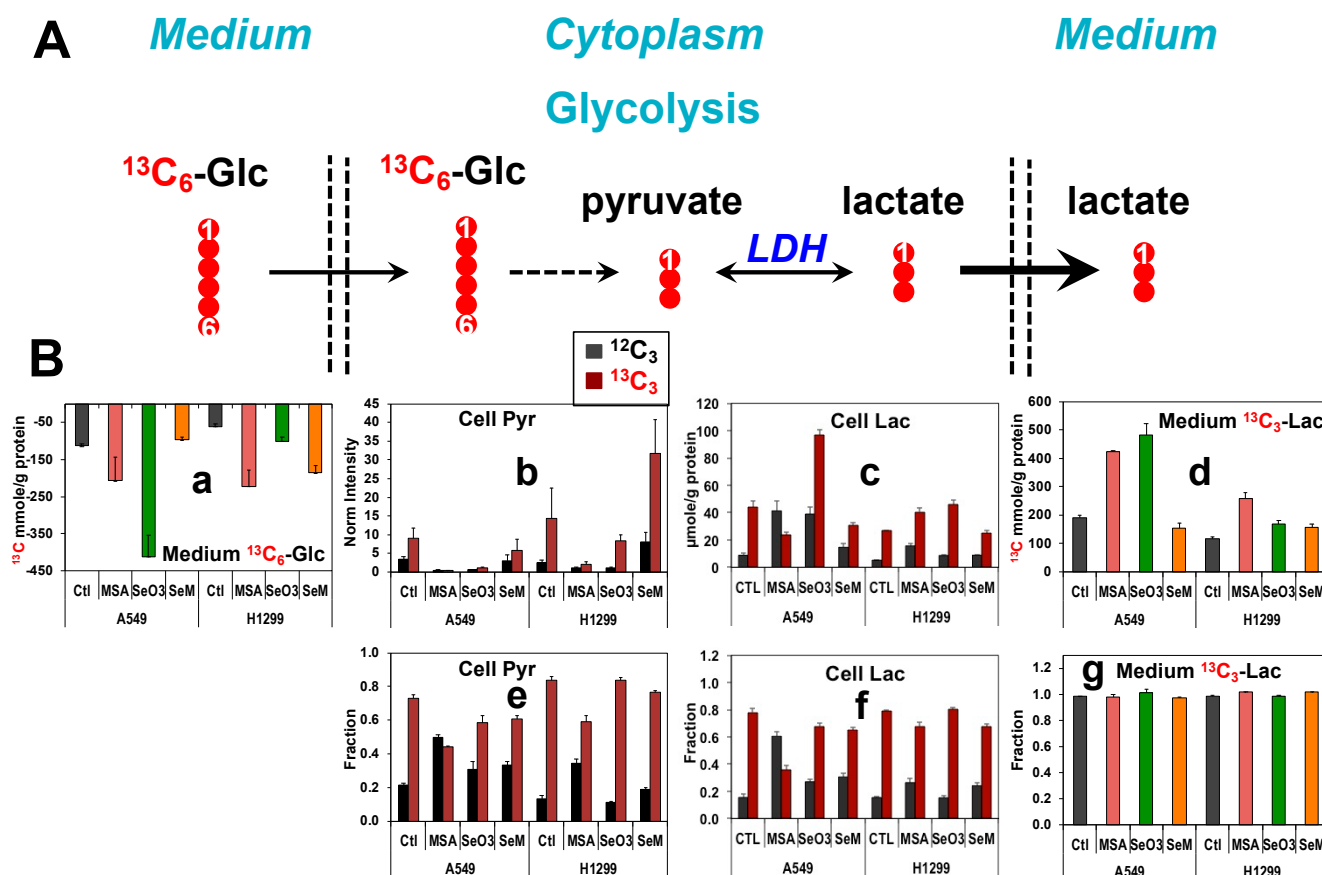 A
Medium
Cytoplasm
Medium
Glycolysis
¹³C₆-Glc
¹³C₆-Glc
pyruvate
lactate
lactate
1
6
1
6
1
LDH
1
1
B
¹²C₃
¹³C₃
¹³C mmole/g protein
-50
-150
-250
-350
-450
a
Medium ¹³C₆-Glc
Ctl MSA SeO3 SeM Ctl MSA SeO3 SeM
A549 H1299
Norm Intensity
45
40
35
30
25
20
15
10
5
0
Cell Pyr
b
Ctl MSA SeO3 SeM Ctl MSA SeO3 SeM
A549 H1299
µmole/g protein
120
100
80
60
40
20
0
Cell Lac
c
CTL MSA SeO3 SeM CTL MSA SeO3 SeM
A549 H1299
¹³C mmole/g protein
600
500
400
300
200
100
0
Medium ¹³C₃-Lac
d
Ctl MSA SeO3 SeM Ctl MSA SeO3 SeM
A549 H1299
Fraction
1.0
0.8
0.6
0.4
0.2
0.0
Cell Pyr
e
Ctl MSA SeO3 SeM Ctl MSA SeO3 SeM
A549 H1299
Fraction
1.2
1.0
0.8
0.6
0.4
0.2
0.0
Cell Lac
f
CTL MSA SeO3 SeM CTL MSA SeO3 SeM
A549 H1299
Fraction
1.2
1.0
0.8
0.6
0.4
0.2
0.0
g
Medium ¹³C₃-Lac
Ctl MSA SeO3 SeM Ctl MSA SeO3 SeM
A549 H1299